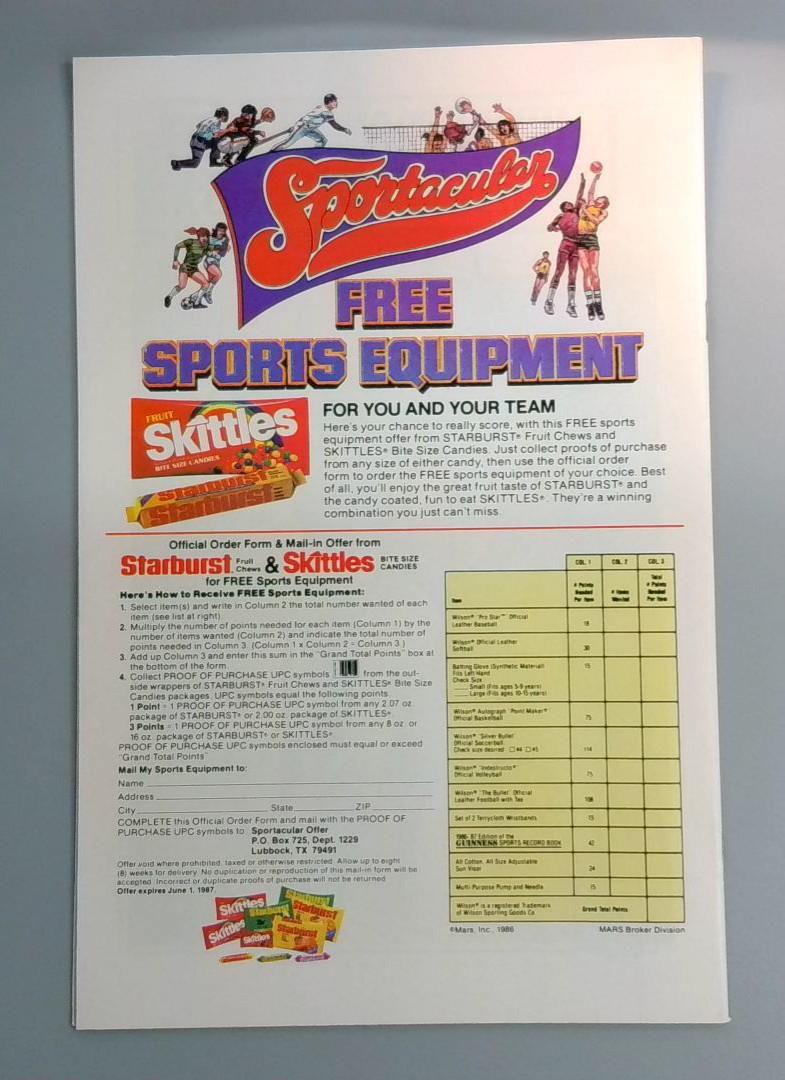 Sportacular
FREE
SPORTS EQUIPMENT
FRUIT
Skittles
BITE SIZE CANDIES
Starburst
Starburst
FOR YOU AND YOUR TEAM
Here's your chance to really score, with this FREE sports
equipment offer from STARBURST® Fruit Chews and
SKITTLES® Bite Size Candies. Just collect proofs of purchase
from any size of either candy, then use the official order
form to order the FREE sports equipment of your choice. Best
of all, you'll enjoy the great fruit taste of STARBURST® and
the candy coated, fun to eat SKITTLES®. They're a winning
combination you just can't miss.
Official Order Form & Mail-In Offer from
Starburst Fruit Chews & Skittles BITE SIZE CANDIES
for FREE Sports Equipment
Here's How to Receive FREE Sports Equipment:
1. Select item(s) and write in Column 2 the total number wanted of each
item (see list at right).
2. Multiply the number of points needed for each item (Column 1) by the
number of items wanted (Column 2) and indicate the total number of
points needed in Column 3. (Column 1 x Column 2 = Column 3.)
3. Add up Column 3 and enter this sum in the "Grand Total Points" box at
the bottom of the form.
4. Collect PROOF OF PURCHASE UPC symbols from the out-
side wrappers of STARBURST® Fruit Chews and SKITTLES® Bite Size
Candies packages. UPC symbols equal the following points.
1 Point = 1 PROOF OF PURCHASE UPC symbol from any 2.07 oz.
package of STARBURST® or 2.00 oz. package of SKITTLES®.
3 Points = 1 PROOF OF PURCHASE UPC symbol from any 8 oz. or
16 oz. package of STARBURST® or SKITTLES®.
PROOF OF PURCHASE UPC symbols enclosed must equal or exceed
"Grand Total Points"
Mail My Sports Equipment to:
Name
Address
City State ZIP
COMPLETE this Official Order Form and mail with the PROOF OF
PURCHASE UPC symbols to: Sportacular Offer
P.O. Box 725, Dept. 1229
Lubbock, TX 79491
Offer void where prohibited, taxed or otherwise restricted. Allow up to eight
(8) weeks for delivery. No duplication or reproduction of this mail-in form will be
accepted. Incorrect or duplicate proofs of purchase will not be returned.
Offer expires June 1, 1987.
Skittles
Starburst
Starburst
Skittles
Skittles
Starburst
COL. 1 COL. 2 COL. 3
Item # Points Needed Per Item # Items Wanted Total # Points Needed Per Item
Wilson® "Pro Star™" Official
Leather Baseball 18
Wilson® Official Leather
Softball 30
Batting Glove (Synthetic Material) 15
Fits Left Hand
Check Size
Small (Fits ages 5-9 years)
Large (Fits ages 10-15 years)
Wilson® Autograph "Point Maker®"
Official Basketball 75
Wilson® "Silver Bullet"
Official Soccerball
Check size desired □ #4 □ #5 114
Wilson® "Indestructo®"
Official Volleyball 75
Wilson® "The Bullet" Official
Leather Football with Tee 108
Set of 2 Terrycloth Wristbands 15
1986-'87 Edition of the
GUINNESS SPORTS RECORD BOOK 42
All Cotton, All Size Adjustable
Sun Visor 24
Multi-Purpose Pump and Needle 15
Wilson® is a registered Trademark
of Wilson Sporting Goods Co. Grand Total Points
©Mars, Inc., 1986 MARS Broker Division